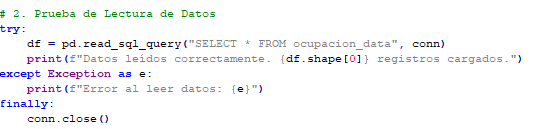 # 2. Prueba de Lectura de Datos
try:
    df = pd.read_sql_query("SELECT * FROM ocupacion_data", conn)
    print(f"Datos leídos correctamente. {df.shape[0]} registros cargados.")
except Exception as e:
    print(f"Error al leer datos: {e}")
finally:
    conn.close()